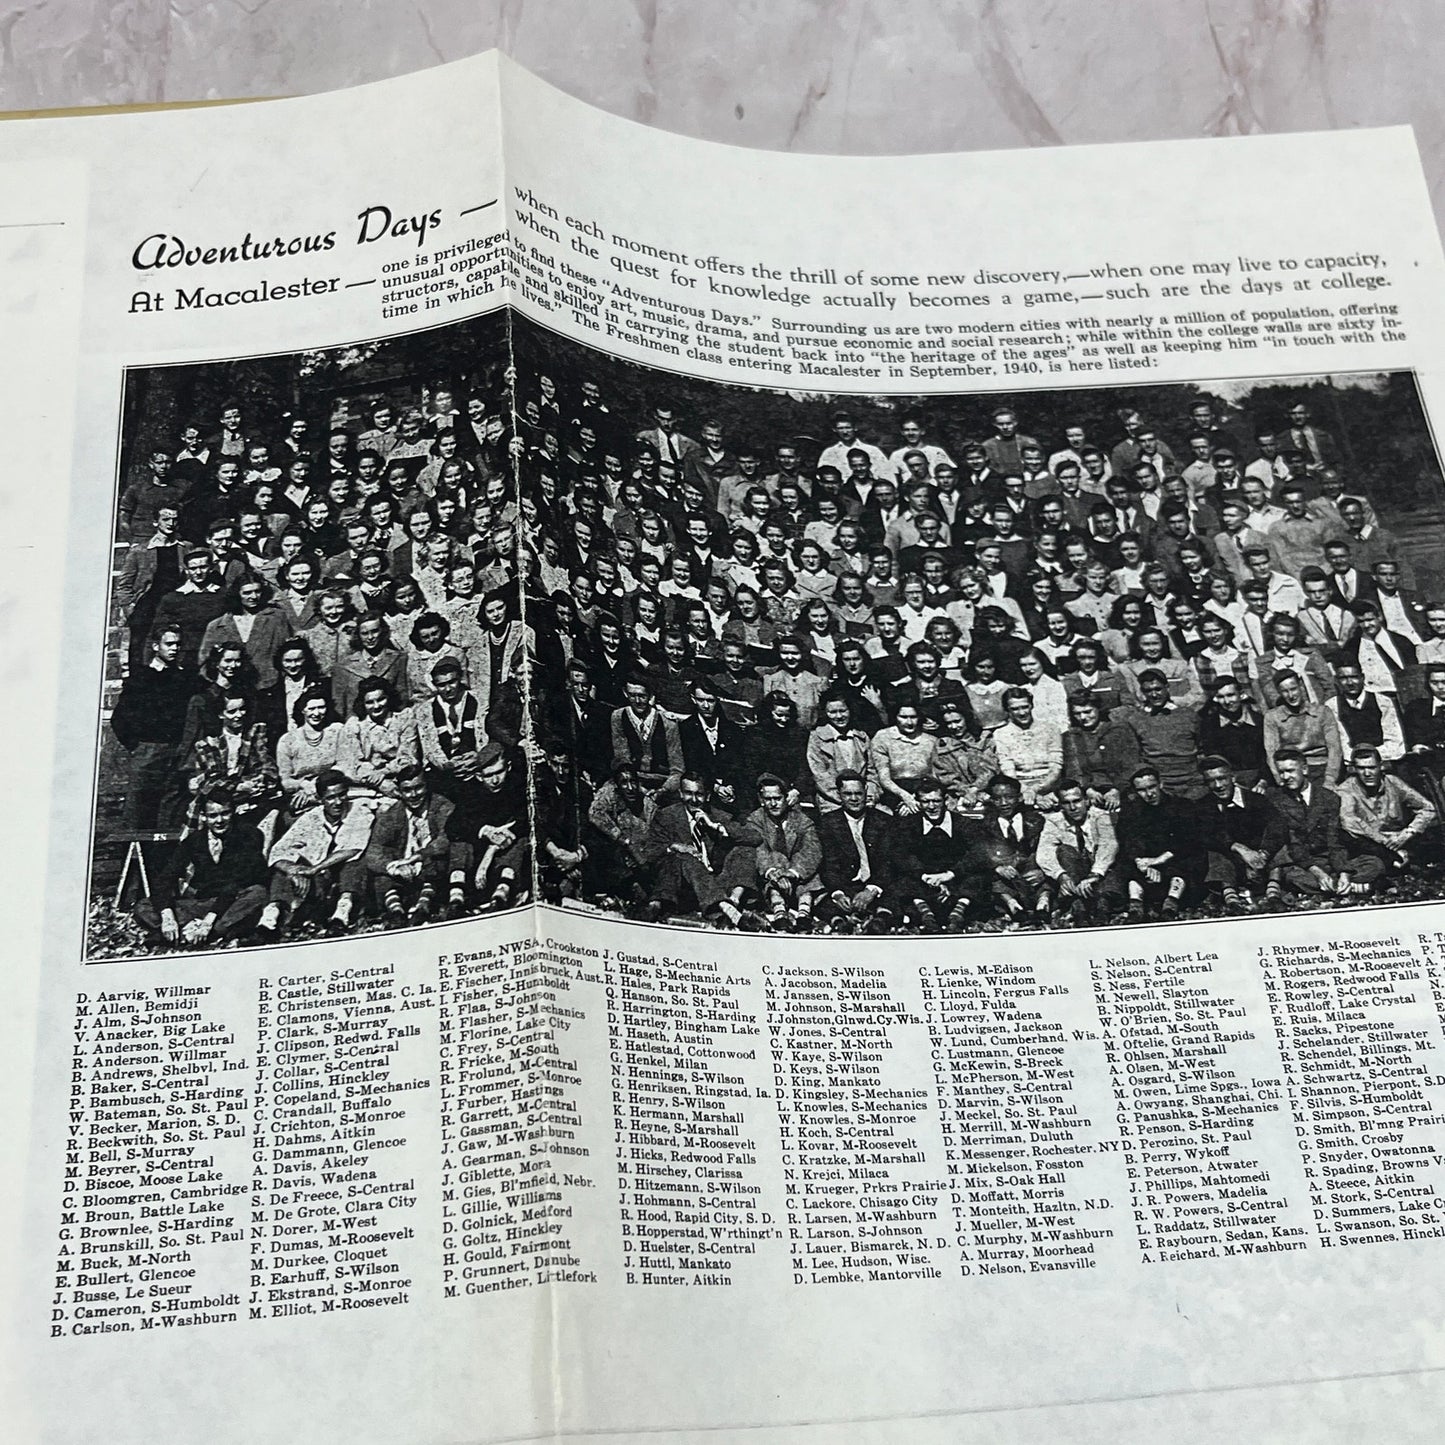 Adventurous Days —
when each moment offers the thrill of some new discovery,—when one may live to capacity,
when the quest for knowledge actually becomes a game,—such are the days at college.
At Macalester —
one is privileged to find these "Adventurous Days." Surrounding us are two modern cities with nearly a million of population, offering
unusual opportunities to enjoy art, music, drama, and pursue economic and social research; while within the college walls are sixty in-
structors, capable and skilled in carrying the student back into "the heritage of the ages" as well as keeping him "in touch with the
time in which he lives." The Freshmen class entering Macalester in September, 1940, is here listed:
D. Aarvig, Willmar
M. Allen, Bemidji
J. Alm, S-Johnson
V. Anacker, Big Lake
L. Anderson, S-Central
R. Anderson, Willmar
B. Andrews, Shelbvl, Ind.
B. Baker, S-Central
P. Bambusch, S-Harding
W. Bateman, So. St. Paul
V. Becker, Marion, S. D.
R. Beckwith, So. St. Paul
M. Bell, S-Murray
M. Beyrer, S-Central
D. Biscoe, Moose Lake
C. Bloomgren, Cambridge
M. Broun, Battle Lake
G. Brownlee, S-Harding
A. Brunskill, So. St. Paul
M. Buck, M-North
E. Bullert, Glencoe
J. Busse, Le Sueur
D. Cameron, S-Humboldt
B. Carlson, M-Washburn
R. Carter, S-Central
B. Castle, Stillwater
E. Christensen, Mas. C. Ia.
E. Clamons, Vienna, Aust.
P. Clark, S-Murray
J. Clipson, Redwd. Falls
E. Clymer, S-Central
J. Collar, S-Central
J. Collins, Hinckley
P. Copeland, S-Mechanics
C. Crandall, Buffalo
J. Crichton, S-Monroe
H. Dahms, Aitkin
G. Dammann, Glencoe
A. Davis, Akeley
R. Davis, Wadena
S. De Freece, S-Central
M. De Grote, Clara City
N. Dorer, M-West
F. Dumas, M-Roosevelt
M. Durkee, Cloquet
B. Earhuff, S-Wilson
J. Ekstrand, S-Monroe
M. Elliot, M-Roosevelt
F. Evans, NWSA, Crookston
R. Everett, Bloomington
E. Fischer, Innisbruck, Aust.
I. Fisher, S-Humboldt
R. Flaa, S-Johnson
M. Flasher, S-Mechanics
M. Florine, Lake City
C. Frey, S-Central
R. Fricke, M-South
R. Frolund, M-Central
L. Frommer, S-Monroe
J. Furber, Hastings
R. Garrett, M-Central
L. Gassman, S-Central
J. Gaw, M-Washburn
A. Gearman, S-Johnson
J. Giblette, Mora
M. Gies, Bl'mfield, Nebr.
L. Gillie, Williams
D. Golnick, Medford
G. Goltz, Hinckley
H. Gould, Fairmont
P. Grunnert, Danube
M. Guenther, Littlefork
J. Gustad, S-Central
L. Hage, S-Mechanic Arts
R. Hales, Park Rapids
Q. Hanson, So. St. Paul
R. Harrington, S-Harding
D. Hartley, Bingham Lake
M. Haseth, Austin
E. Hatlestad, Cottonwood
G. Henkel, Milan
N. Hennings, S-Wilson
G. Henriksen, Ringstad, Ia.
R. Henry, S-Wilson
K. Hermann, Marshall
R. Heyne, S-Marshall
J. Hibbard, M-Roosevelt
J. Hicks, Redwood Falls
M. Hirschey, Clarissa
D. Hitzemann, S-Wilson
J. Hohmann, S-Central
R. Hood, Rapid City, S. D.
B. Hopperstad, W'rthingt'n
D. Huelster, S-Central
J. Huttl, Mankato
B. Hunter, Aitkin
C. Jackson, S-Wilson
A. Jacobson, Madelia
M. Janssen, S-Wilson
M. Johnson, S-Marshall
J. Johnston, Glnwd. Cy. Wis.
W. Jones, S-Central
C. Kastner, M-North
W. Kaye, S-Wilson
D. Keys, S-Wilson
D. King, Mankato
D. Kingsley, S-Mechanics
L. Knowles, S-Mechanics
W. Knowles, S-Monroe
H. Koch, S-Central
L. Kovar, M-Roosevelt
C. Kratzke, M-Marshall
N. Krejci, Milaca
M. Krueger, Prkrs Prairie
C. Lackore, Chisago City
R. Larsen, M-Washburn
R. Larson, S-Johnson
J. Lauer, Bismarck, N. D.
M. Lee, Hudson, Wisc.
D. Lembke, Mantorville
C. Lewis, M-Edison
R. Lienke, Windom
H. Lincoln, Fergus Falls
C. Lloyd, Fulda
J. Lowrey, Wadena
B. Ludvigsen, Jackson
W. Lund, Cumberland, Wis.
C. Lustmann, Glencoe
G. McKewin, S-Breck
L. McPherson, M-West
F. Manthey, S-Central
D. Marvin, S-Wilson
J. Meckel, So. St. Paul
H. Merrill, M-Washburn
D. Merriman, Duluth
K. Messenger, Rochester, NY
M. Mickelson, Fosston
J. Mix, S-Oak Hall
D. Moffatt, Morris
T. Monteith, Hazltn, N.D.
J. Mueller, M-West
C. Murphy, M-Washburn
A. Murray, Moorhead
D. Nelson, Evansville
L. Nelson, Albert Lea
S. Nelson, S-Central
S. Ness, Fertile
M. Newell, Slayton
B. Nippoldt, Stillwater
W. O'Brien, So. St. Paul
A. Ofstad, M-South
M. Oftelie, Grand Rapids
R. Ohlsen, Marshall
A. Olsen, M-West
A. Osgard, S-Wilson
M. Owen, Lime Spgs., Iowa
A. Owyang, Shanghai, Chi.
G. Panushka, S-Mechanics
R. Penson, S-Harding
D. Perozino, St. Paul
B. Perry, Wykoff
E. Peterson, Atwater
J. Phillips, Mahtomedi
J. R. Powers, Madelia
R. W. Powers, S-Central
L. Raddatz, Stillwater
E. Raybourn, Sedan, Kans.
A. Reichard, M-Washburn
J. Rhymer, M-Roosevelt
G. Richards, S-Mechanics
A. Robertson, M-Roosevelt
M. Rogers, Redwood Falls
E. Rowley, S-Central
F. Rudloff, Lake Crystal
E. Ruis, Milaca
R. Sacks, Pipestone
J. Schelander, Stillwater
R. Schendel, Billings, Mt.
R. Schmidt, M-North
A. Schwartz, S-Central
I. Shannon, Pierpont, S.D
F. Silvis, S-Humboldt
M. Simpson, S-Central
D. Smith, Bl'mng Prairi
G. Smith, Crosby
P. Snyder, Owatonna
R. Spading, Browns V
A. Steece, Aitkin
M. Stork, S-Central
D. Summers, Lake C
L. Swanson, So. St.
H. Swennes, Hinckl